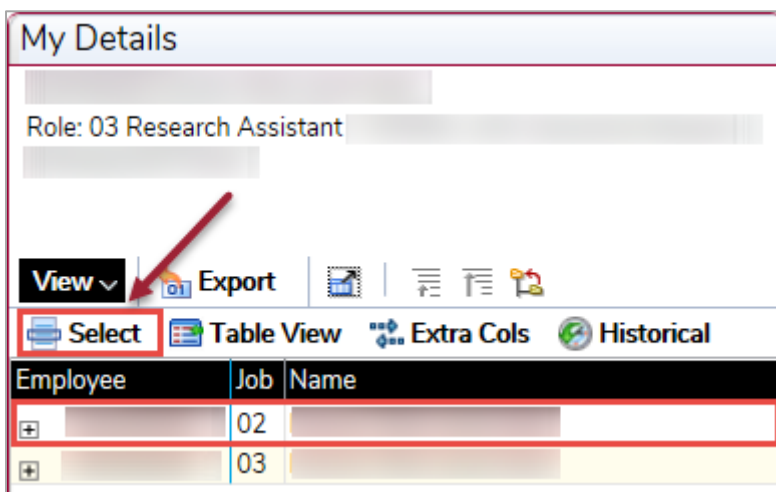 My Details
Role: 03 Research Assistant
View Export
Select Table View Extra Cols Historical
Employee Job Name
02
03